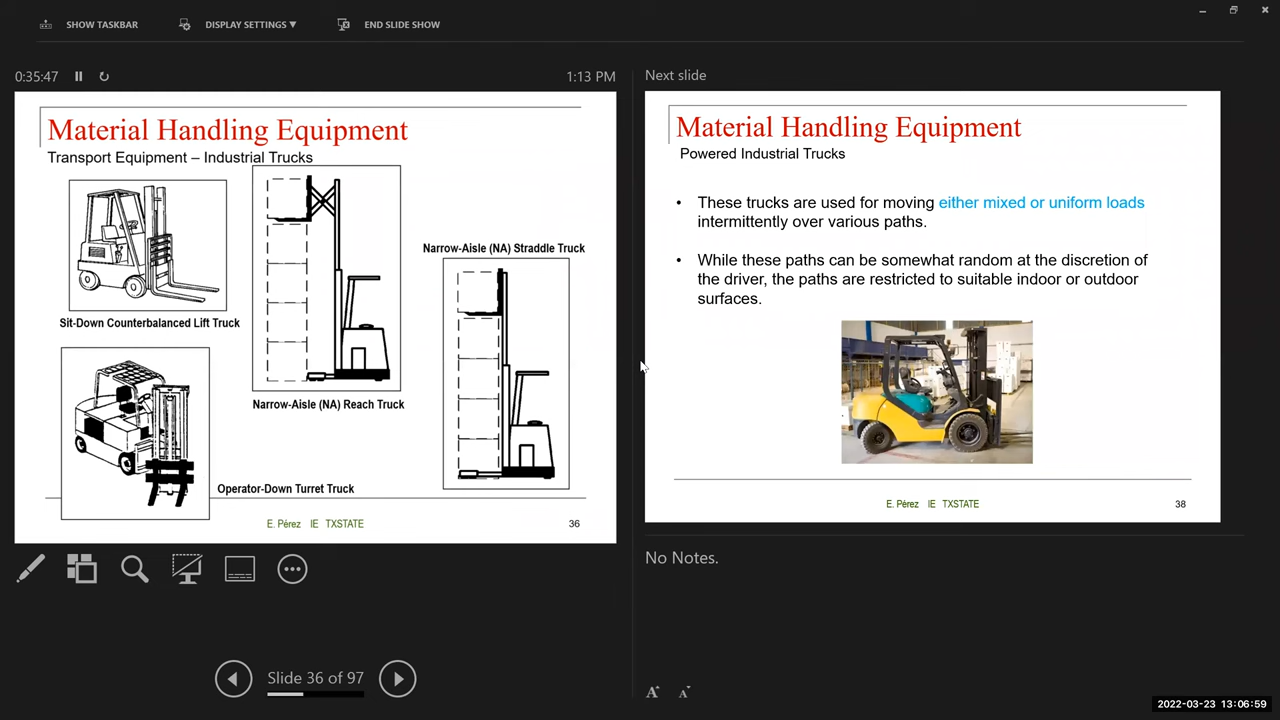 SHOW TASKBAR
DISPLAY SETTINGS ▼
END SLIDE SHOW
0:35:47
1:13 PM
Material Handling Equipment
Transport Equipment – Industrial Trucks
Narrow-Aisle (NA) Straddle Truck
Sit-Down Counterbalanced Lift Truck
Narrow-Aisle (NA) Reach Truck
Operator-Down Turret Truck
E. Pérez IE TXSTATE
36
Slide 36 of 97
Next slide
Material Handling Equipment
Powered Industrial Trucks
• These trucks are used for moving either mixed or uniform loads
intermittently over various paths.
• While these paths can be somewhat random at the discretion of
the driver, the paths are restricted to suitable indoor or outdoor
surfaces.
E. Pérez IE TXSTATE
38
No Notes.
A A
2022-03-23 13:06:59